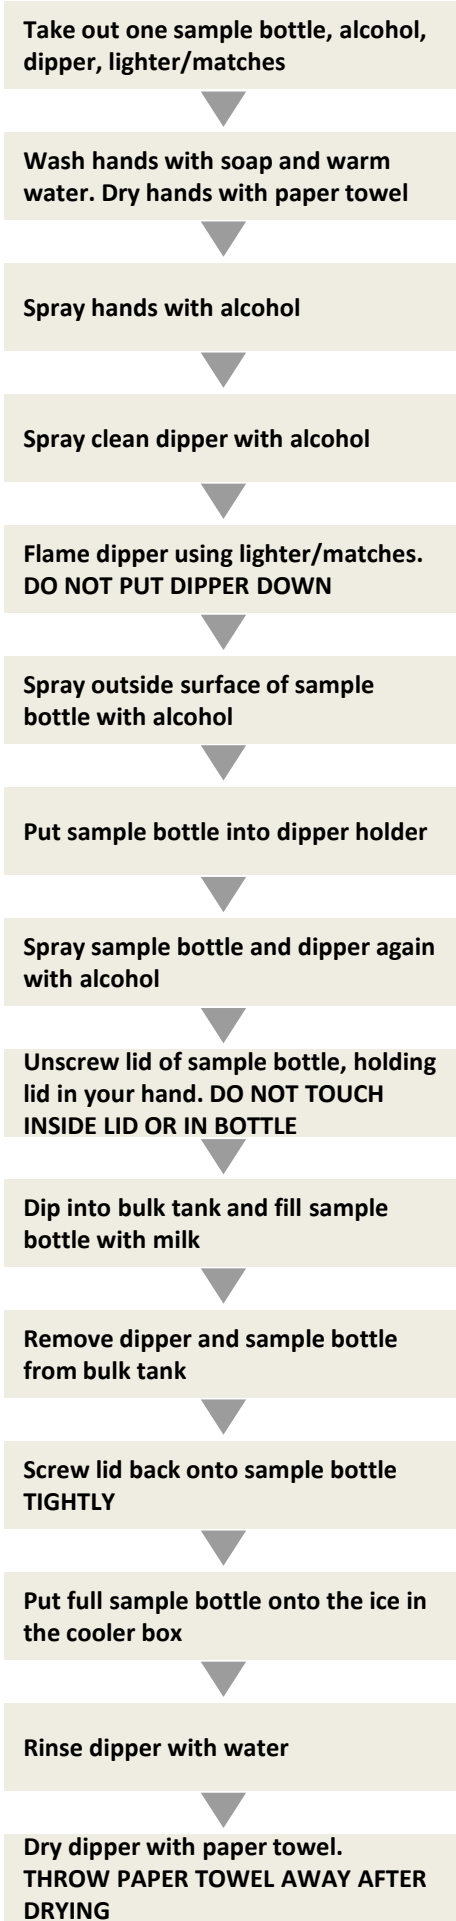 Take out one sample bottle, alcohol,
dipper, lighter/matches
Wash hands with soap and warm
water. Dry hands with paper towel
Spray hands with alcohol
Spray clean dipper with alcohol
Flame dipper using lighter/matches.
DO NOT PUT DIPPER DOWN
Spray outside surface of sample
bottle with alcohol
Put sample bottle into dipper holder
Spray sample bottle and dipper again
with alcohol
Unscrew lid of sample bottle, holding
lid in your hand. DO NOT TOUCH
INSIDE LID OR IN BOTTLE
Dip into bulk tank and fill sample
bottle with milk
Remove dipper and sample bottle
from bulk tank
Screw lid back onto sample bottle
TIGHTLY
Put full sample bottle onto the ice in
the cooler box
Rinse dipper with water
Dry dipper with paper towel.
THROW PAPER TOWEL AWAY AFTER
DRYING